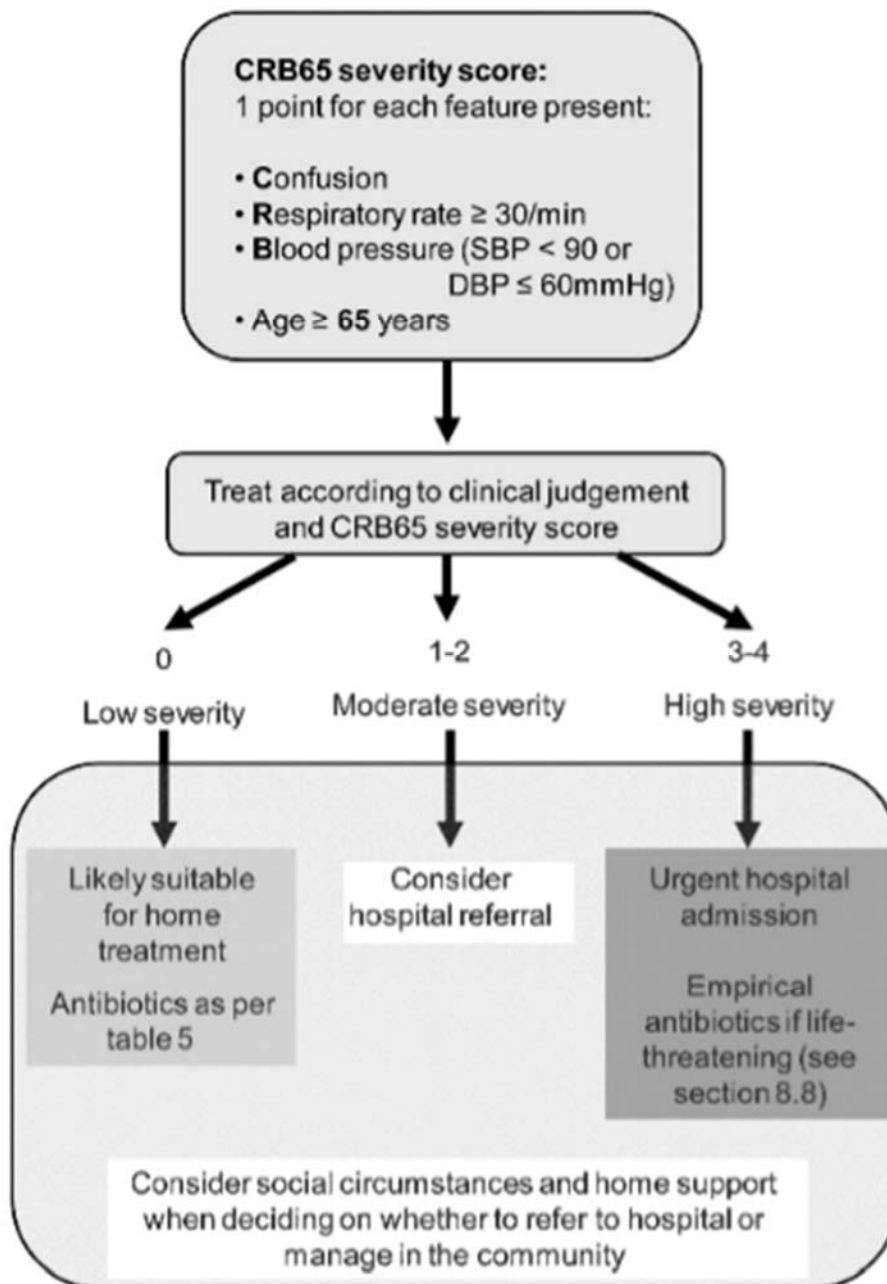 CRB65 severity score:
1 point for each feature present:
• Confusion
• Respiratory rate ≥ 30/min
• Blood pressure (SBP < 90 or
DBP ≤ 60mmHg)
• Age ≥ 65 years
Treat according to clinical judgement
and CRB65 severity score
0
1-2
3-4
Low severity
Moderate severity
High severity
Likely suitable
for home
treatment
Antibiotics as per
table 5
Consider
hospital referral
Urgent hospital
admission
Empirical
antibiotics if life-
threatening (see
section 8.8)
Consider social circumstances and home support
when deciding on whether to refer to hospital or
manage in the community